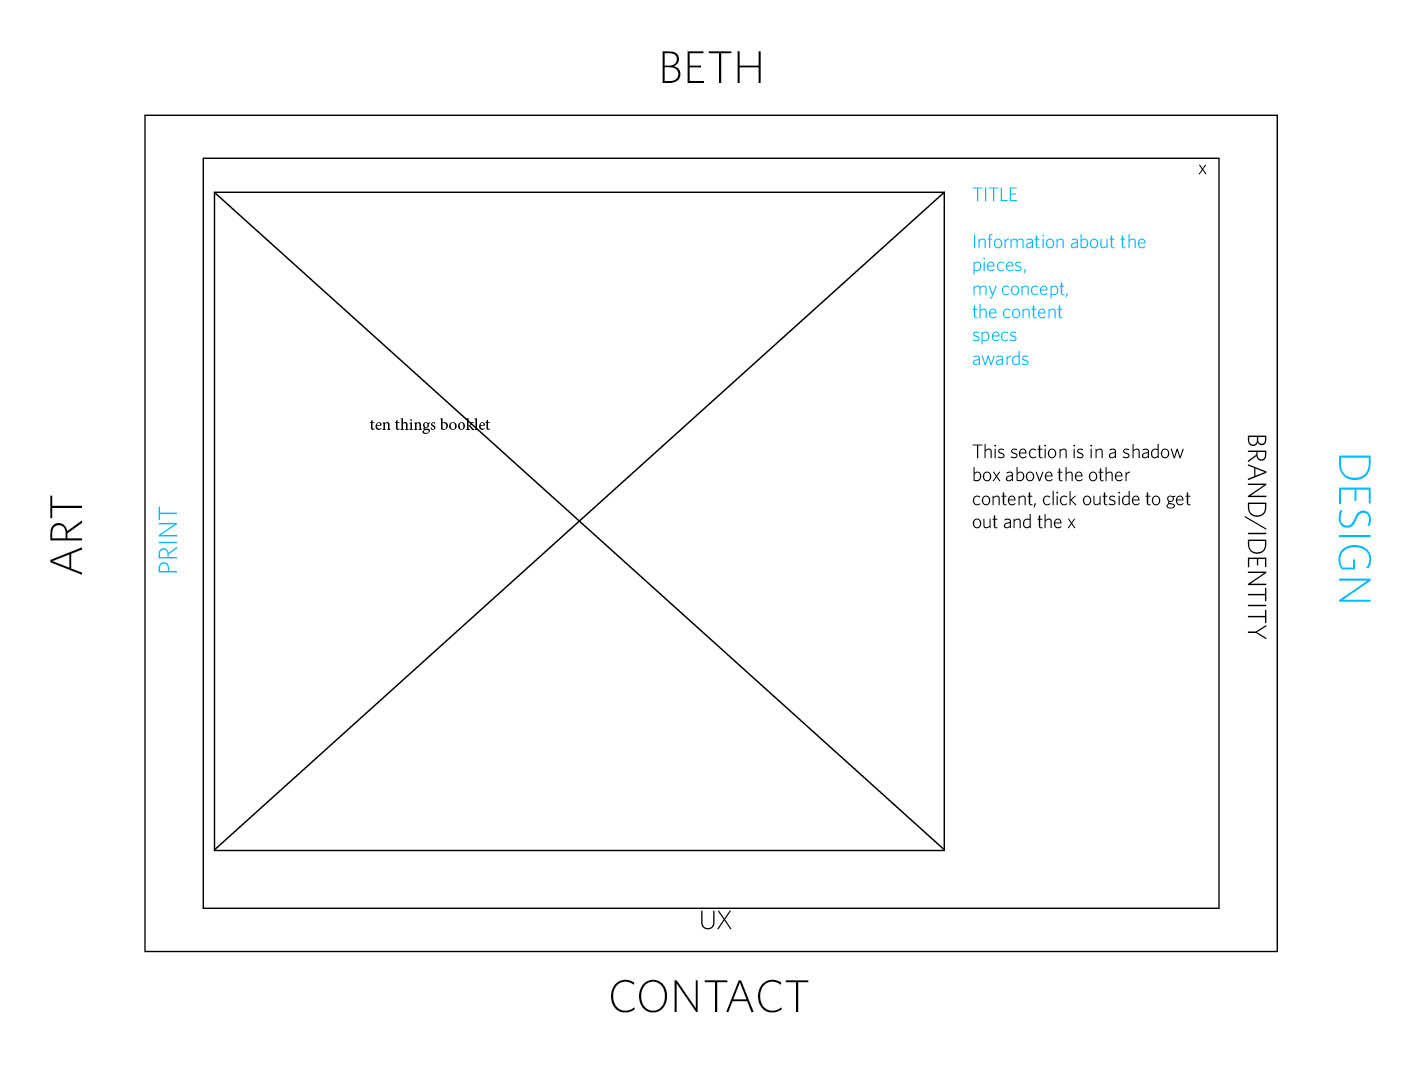 BETH
x
TITLE
Information about the
pieces,
my concept,
the content
specs
awards
ten things booklet
This section is in a shadow
box above the other
content, click outside to get
out and the x
ART
PRINT
BRAND/IDENTITY
DESIGN
UX
CONTACT